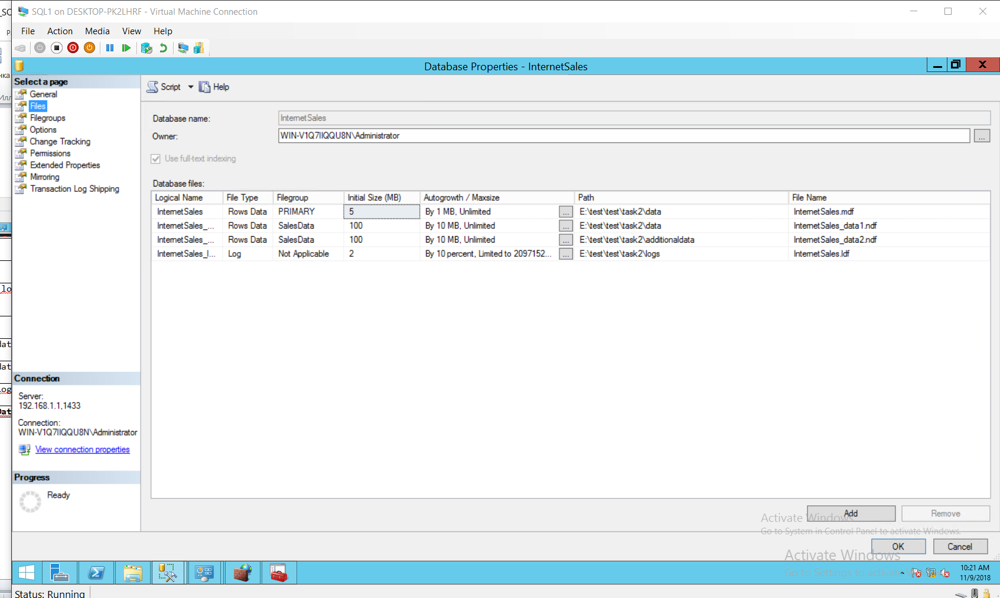 SQL1 on DESKTOP-PK2LHRF - Virtual Machine Connection
File Action Media View Help
Database Properties - InternetSales
Select a page
General
Files
Filegroups
Options
Change Tracking
Permissions
Extended Properties
Mirroring
Transaction Log Shipping
Script Help
Database name: InternetSales
Owner: WIN-V1Q7IIQQU8N\Administrator ...
Use full-text indexing
Database files:
Logical Name File Type Filegroup Initial Size (MB) Autogrowth / Maxsize Path File Name
InternetSales Rows Data PRIMARY 5 By 1 MB, Unlimited ... E:\test\test\task2\data InternetSales.mdf
InternetSales_... Rows Data SalesData 100 By 10 MB, Unlimited ... E:\test\test\task2\data InternetSales_data1.ndf
InternetSales_... Rows Data SalesData 100 By 10 MB, Unlimited ... E:\test\test\task2\additionaldata InternetSales_data2.ndf
InternetSales_l... Log Not Applicable 2 By 10 percent, Limited to 2097152... ... E:\test\test\task2\logs InternetSales.ldf
Connection
Server:
192.168.1.1,1433
Connection:
WIN-V1Q7IIQQU8N\Administrator
View connection properties
Progress
Ready
Add Remove
Activate Windows
Go to System in Control Panel to activate Windows.
OK Cancel
Activate Windows
Go to Settings to activate
10:21 AM
11/9/2018
Status: Running